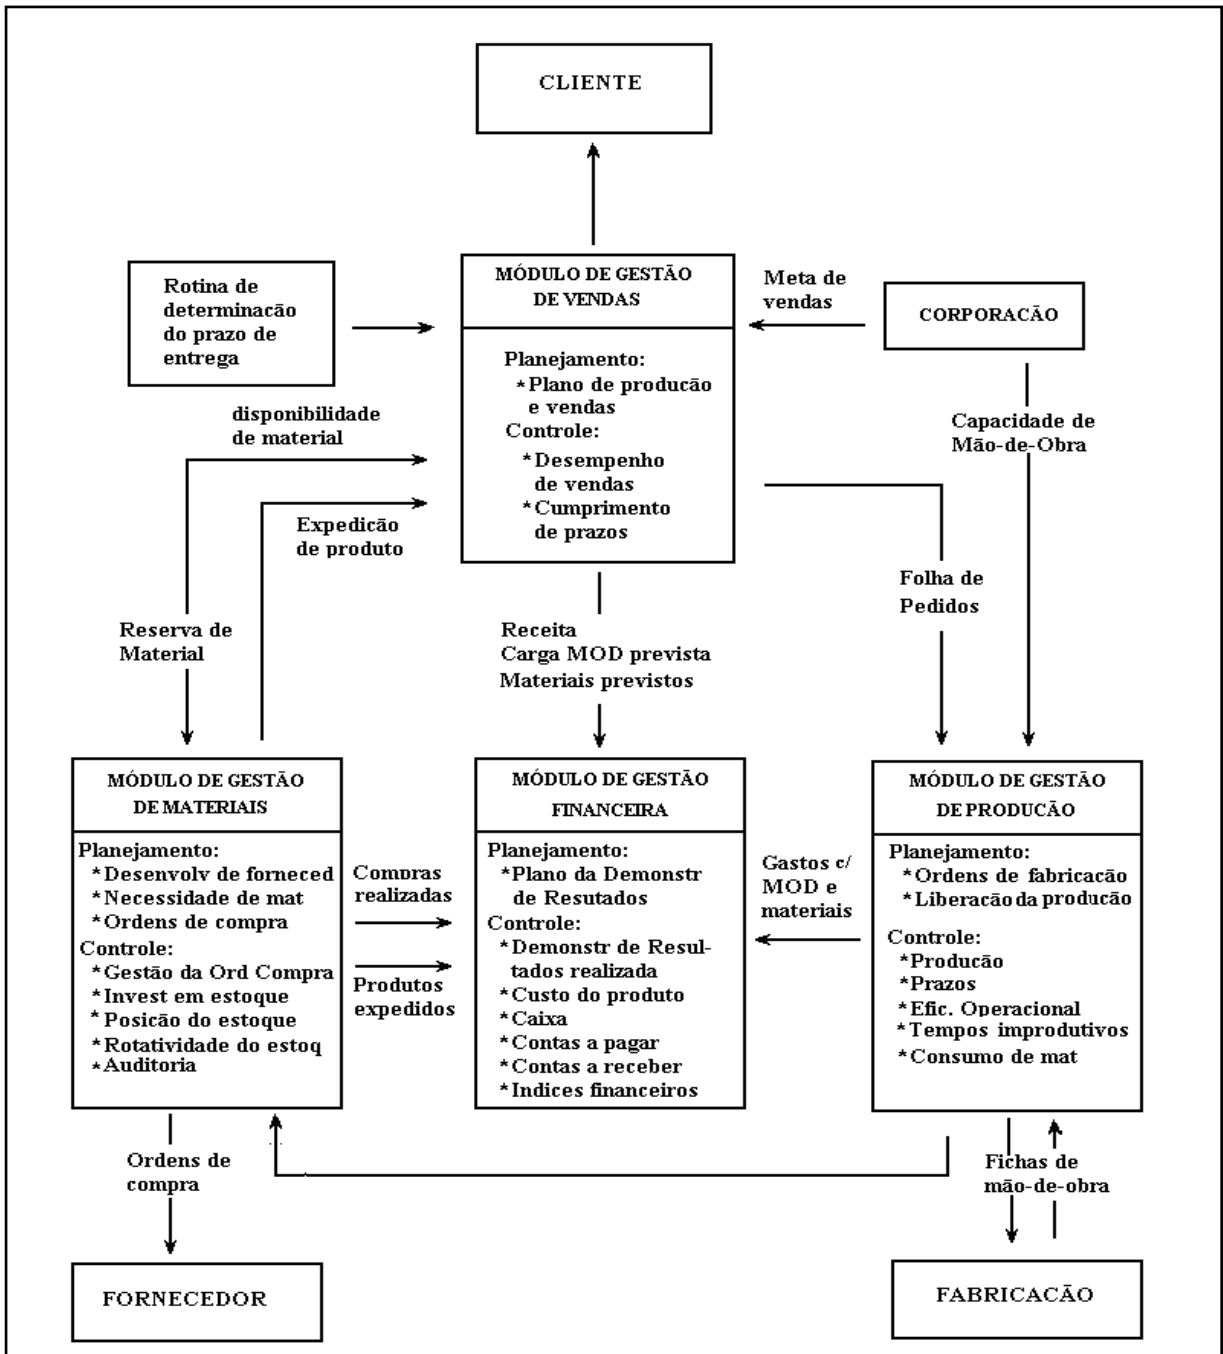 CLIENTE
MÓDULO DE GESTÃO
DE VENDAS
Planejamento:
*Plano de producão
e vendas
Controle:
*Desempenho
de vendas
*Cumprimento
de prazos
Rotina de
determinacão
do prazo de
entrega
Meta de
vendas
CORPORACÃO
disponibilidade
de material
Expedicão
de produto
Capacidade de
Mão-de-Obra
Folha de
Pedidos
Reserva de
Material
Receita
Carga MOD prevista
Materiais previstos
MÓDULO DE GESTÃO
DE MATERIAIS
Planejamento:
*Desenvolv de forneced
*Necessidade de mat
*Ordens de compra
Controle:
*Gestão da Ord Compra
*Invest em estoque
*Posicão do estoque
*Rotatividade do estoq
*Auditoria
Compras
realizadas
Produtos
expedidos
MÓDULO DE GESTÃO
FINANCEIRA
Planejamento:
*Plano da Demonstr
de Resutados
Controle:
*Demonstr de Resul-
tados realizada
*Custo do produto
*Caixa
*Contas a pagar
*Contas a receber
*Indices financeiros
Gastos c/
MOD e
materiais
MÓDULO DE GESTÃO
DE PRODUCÃO
Planejamento:
*Ordens de fabricacão
*Liberacão da producão
Controle:
*Producão
*Prazos
*Efic. Operacional
*Tempos improdutivos
*Consumo de mat
Ordens de
compra
Fichas de
mão-de-obra
FORNECEDOR
FABRICACÃO